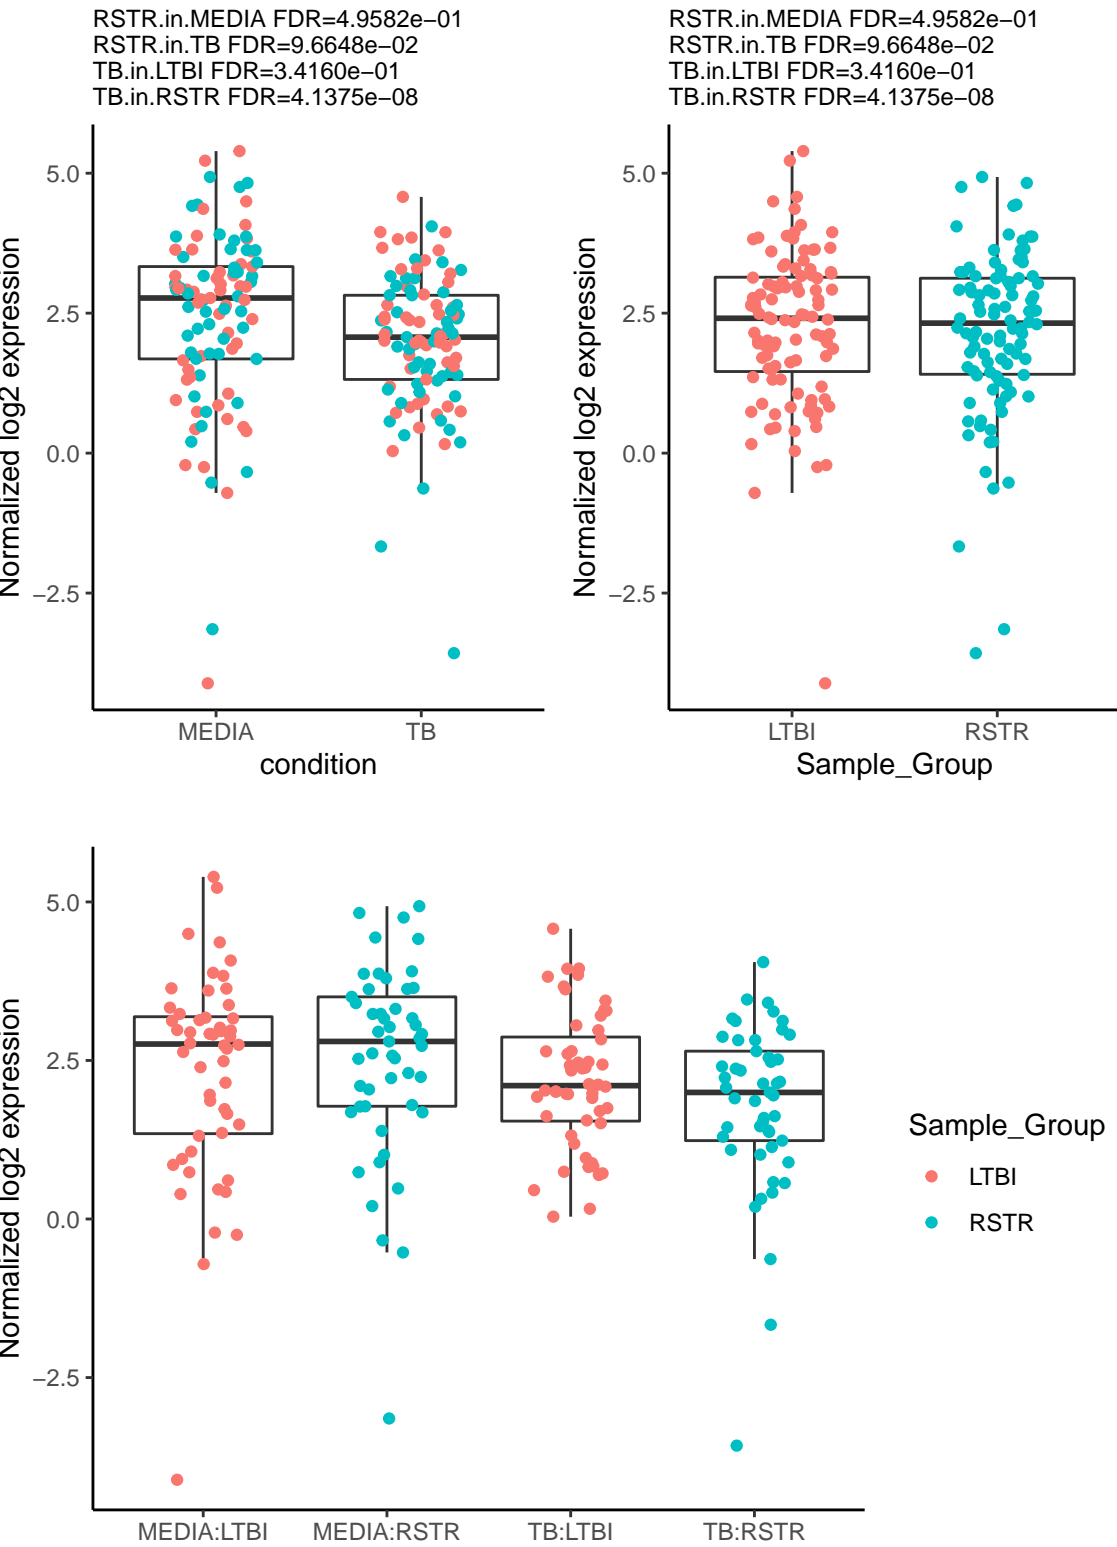 RSTR.in.MEDIA FDR=4.9582e−01
RSTR.in.TB FDR=9.6648e−02
TB.in.LTBI FDR=3.4160e−01
TB.in.RSTR FDR=4.1375e−08
Normalized log2 expression
5.0
2.5
0.0
−2.5
MEDIA
TB
condition
RSTR.in.MEDIA FDR=4.9582e−01
RSTR.in.TB FDR=9.6648e−02
TB.in.LTBI FDR=3.4160e−01
TB.in.RSTR FDR=4.1375e−08
Normalized log2 expression
5.0
2.5
0.0
−2.5
LTBI
RSTR
Sample_Group
Normalized log2 expression
5.0
2.5
0.0
−2.5
MEDIA:LTBI
MEDIA:RSTR
TB:LTBI
TB:RSTR
Sample_Group
LTBI
RSTR